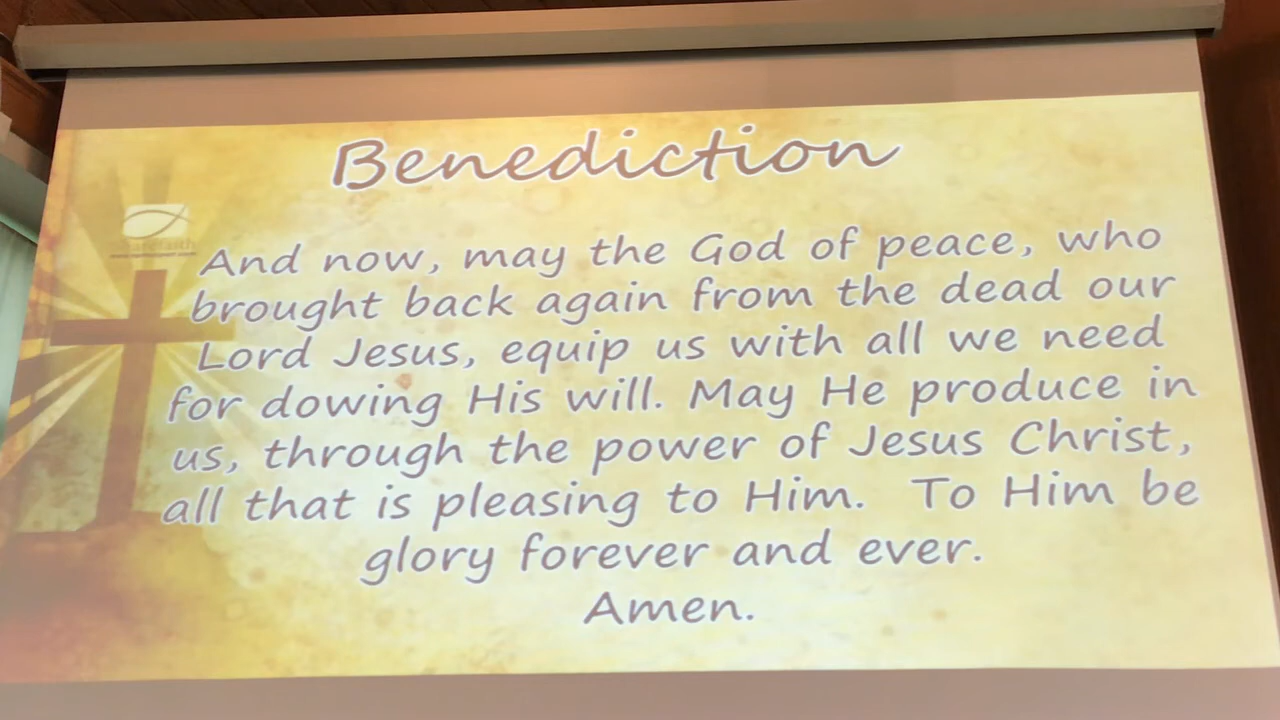 Benediction
sharefaith
And now, may the God of peace, who
brought back again from the dead our
Lord Jesus, equip us with all we need
for dowing His will. May He produce in
us, through the power of Jesus Christ,
all that is pleasing to Him. To Him be
glory forever and ever.
Amen.